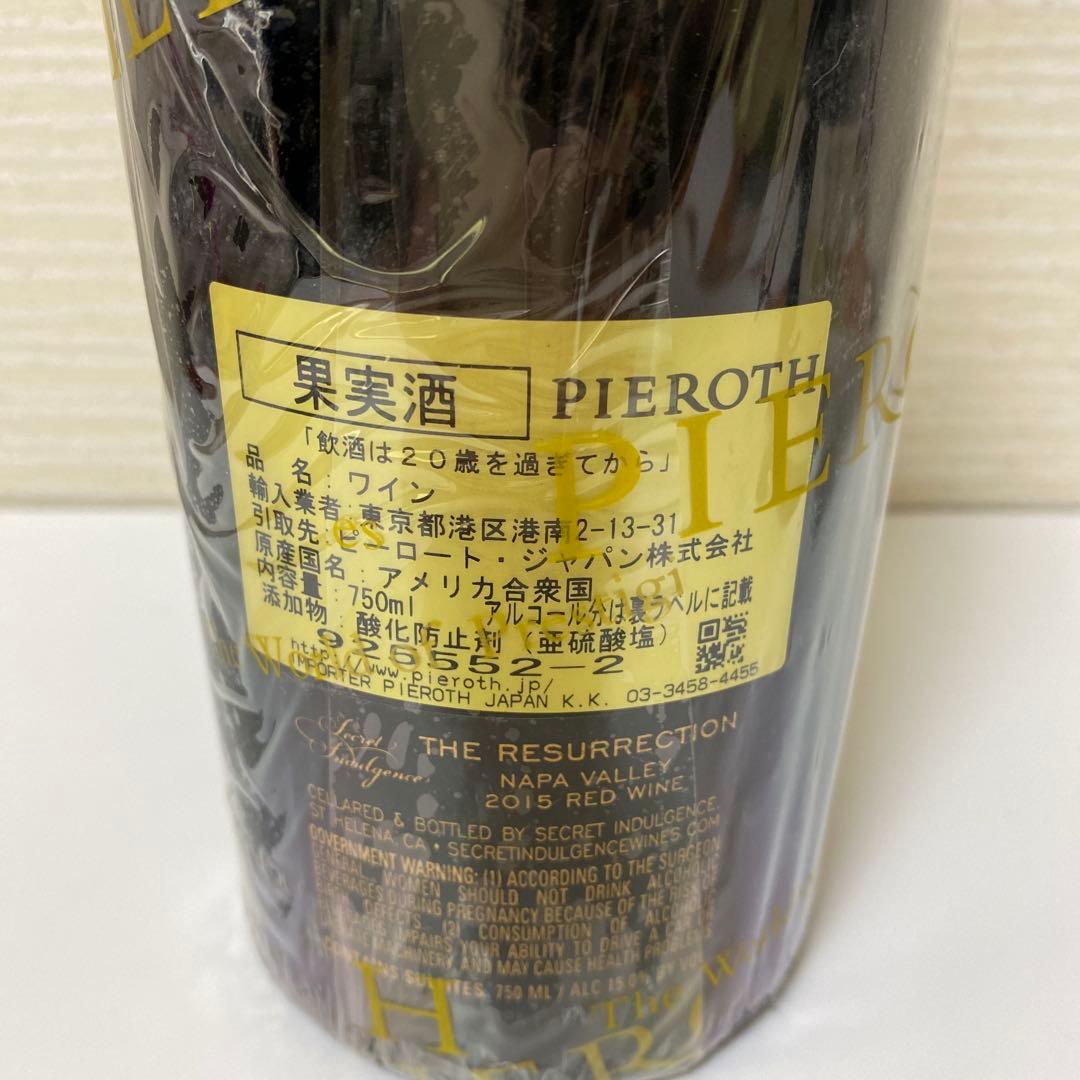 果実酒 PIEROTH
「飲酒は２０歳を過ぎてから」
品名：ワイン
輸入業者：東京都港区港南2-13-31
引取先：ピーロート・ジャパン株式会社
原産国名：アメリカ合衆国
内容量：750ml アルコール分は裏ラベルに記載
添加物：酸化防止剤（亜硫酸塩）
925552-2
http://www.pieroth.jp/
IMPORTER PIEROTH JAPAN K.K. 03-3458-4455
PIERO
World of
Secret Indulgence
THE RESURRECTION
NAPA VALLEY
2015 RED WINE
CELLARED & BOTTLED BY SECRET INDULGENCE,
ST HELENA, CA • SECRETINDULGENCEWINES.COM
GOVERNMENT WARNING: (1) ACCORDING TO THE SURGEON
GENERAL, WOMEN SHOULD NOT DRINK ALCOHOLIC
BEVERAGES DURING PREGNANCY BECAUSE OF THE RISK OF
DEFECTS. (2) CONSUMPTION OF ALCOHOLIC
IMPAIRS YOUR ABILITY TO DRIVE A CAR OR
MACHINERY, AND MAY CAUSE HEALTH PROBLEMS
CONTAINS SULFITES. 750 ML / ALC 15.0% BY VOL
H
The World